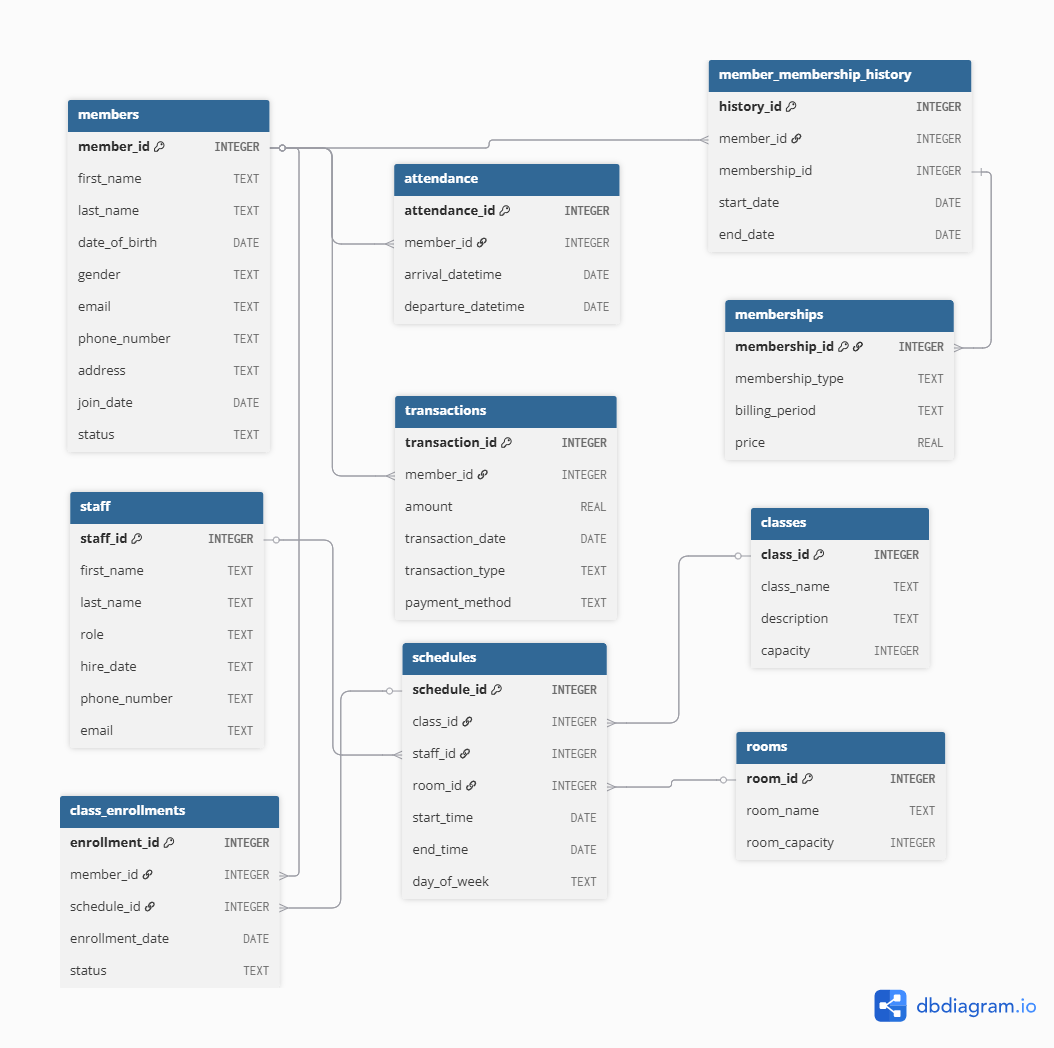 members
member_id INTEGER
first_name TEXT
last_name TEXT
date_of_birth DATE
gender TEXT
email TEXT
phone_number TEXT
address TEXT
join_date DATE
status TEXT
member_membership_history
history_id INTEGER
member_id INTEGER
membership_id INTEGER
start_date DATE
end_date DATE
attendance
attendance_id INTEGER
member_id INTEGER
arrival_datetime DATE
departure_datetime DATE
memberships
membership_id INTEGER
membership_type TEXT
billing_period TEXT
price REAL
transactions
transaction_id INTEGER
member_id INTEGER
amount REAL
transaction_date DATE
transaction_type TEXT
payment_method TEXT
staff
staff_id INTEGER
first_name TEXT
last_name TEXT
role TEXT
hire_date TEXT
phone_number TEXT
email TEXT
classes
class_id INTEGER
class_name TEXT
description TEXT
capacity INTEGER
schedules
schedule_id INTEGER
class_id INTEGER
staff_id INTEGER
room_id INTEGER
start_time DATE
end_time DATE
day_of_week TEXT
rooms
room_id INTEGER
room_name TEXT
room_capacity INTEGER
class_enrollments
enrollment_id INTEGER
member_id INTEGER
schedule_id INTEGER
enrollment_date DATE
status TEXT
dbdiagram.io